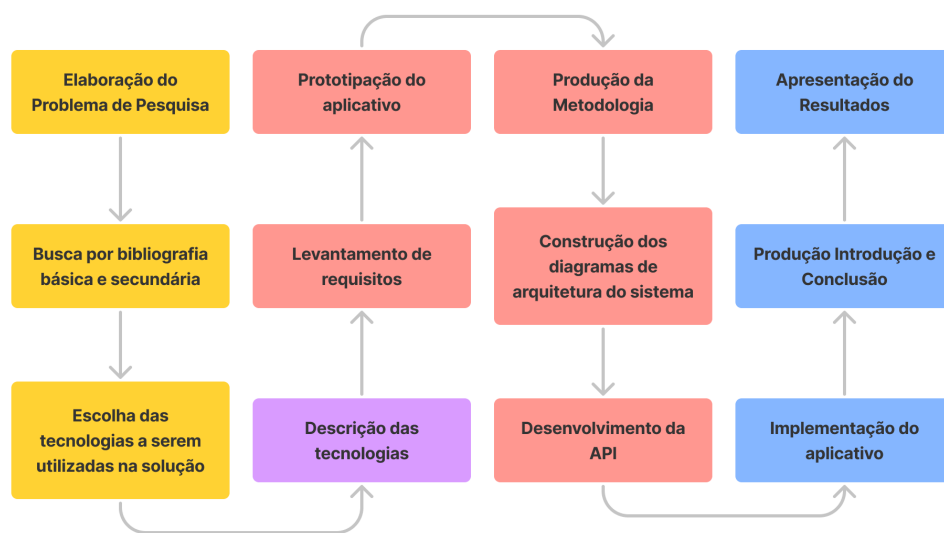 Elaboração do
Problema de Pesquisa
Busca por bibliografia
básica e secundária
Escolha das
tecnologias a serem
utilizadas na solução
Descrição das
tecnologias
Levantamento de
requisitos
Prototipação do
aplicativo
Produção da
Metodologia
Construção dos
diagramas de
arquitetura do sistema
Desenvolvimento da
API
Implementação do
aplicativo
Produção Introdução e
Conclusão
Apresentação do
Resultados